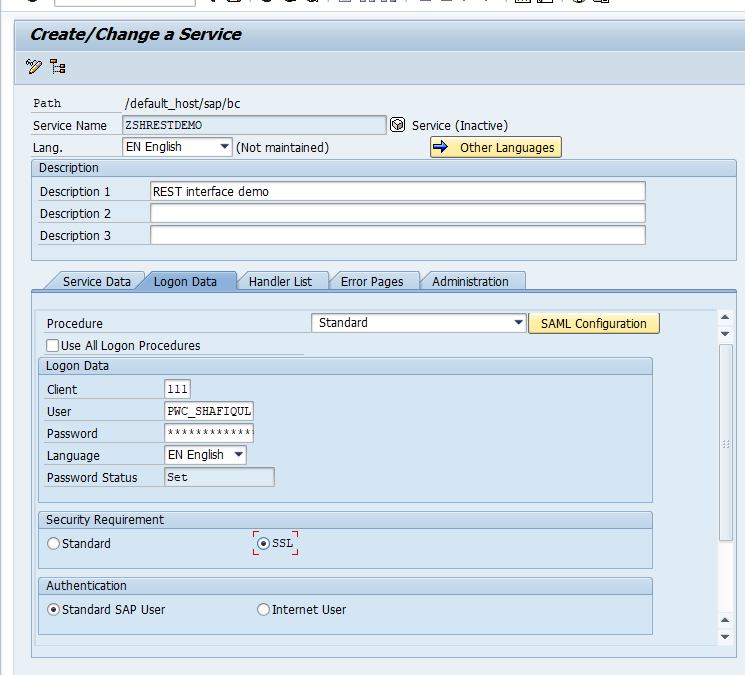 Create/Change a Service
Path /default_host/sap/bc
Service Name ZSHRESTDEMO Service (Inactive)
Lang. EN English (Not maintained) Other Languages
Description
Description 1 REST interface demo
Description 2
Description 3
Service Data Logon Data Handler List Error Pages Administration
Procedure Standard SAML Configuration
Use All Logon Procedures
Logon Data
Client 111
User PWC_SHAFIQUL
Password *************
Language EN English
Password Status Set
Security Requirement
Standard SSL
Authentication
Standard SAP User Internet User